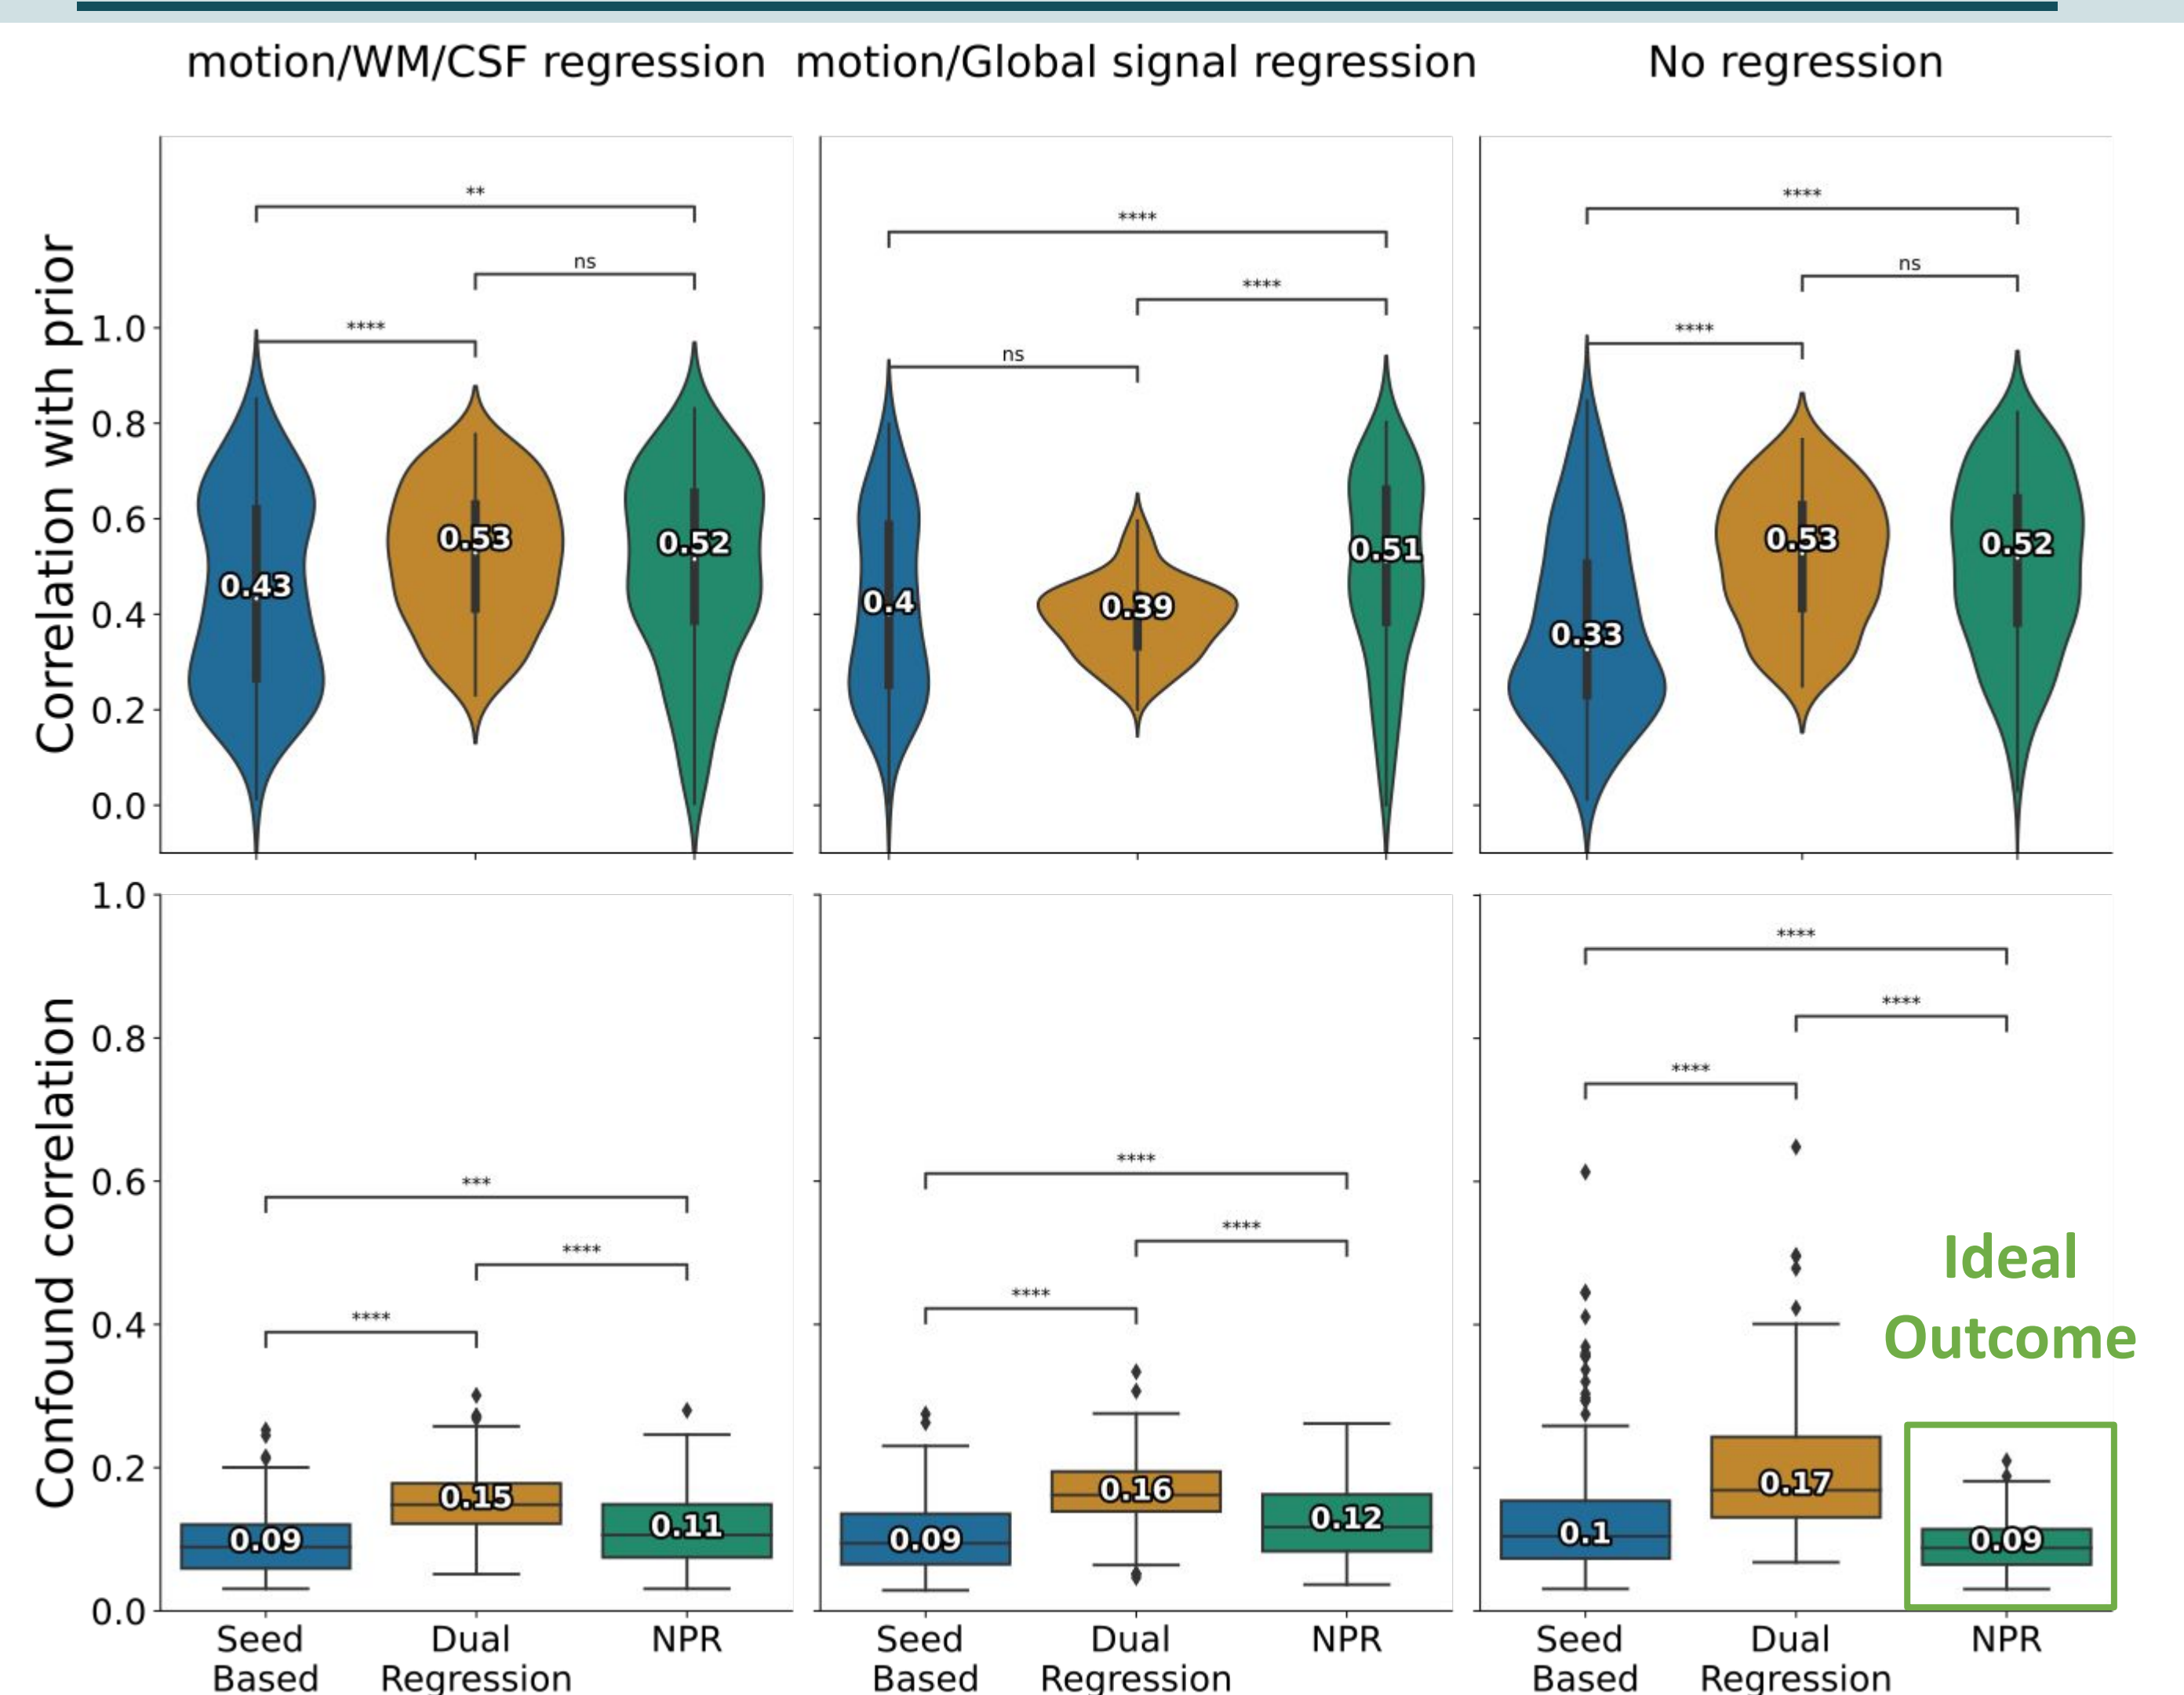 motion/WM/CSF regression
motion/Global signal regression
No regression
Correlation with prior
1.0
0.8
0.6
0.4
0.2
0.0
**
ns
****
0.43
0.53
0.52
****
****
ns
0.4
0.39
0.51
****
ns
****
0.33
0.53
0.52
Confound correlation
1.0
0.8
0.6
0.4
0.2
0.0
***
****
****
0.09
0.15
0.11
****
****
****
0.09
0.16
0.12
****
****
****
0.1
0.17
0.09
Ideal
Outcome
Seed
Based
Dual
Regression
NPR
Seed
Based
Dual
Regression
NPR
Seed
Based
Dual
Regression
NPR